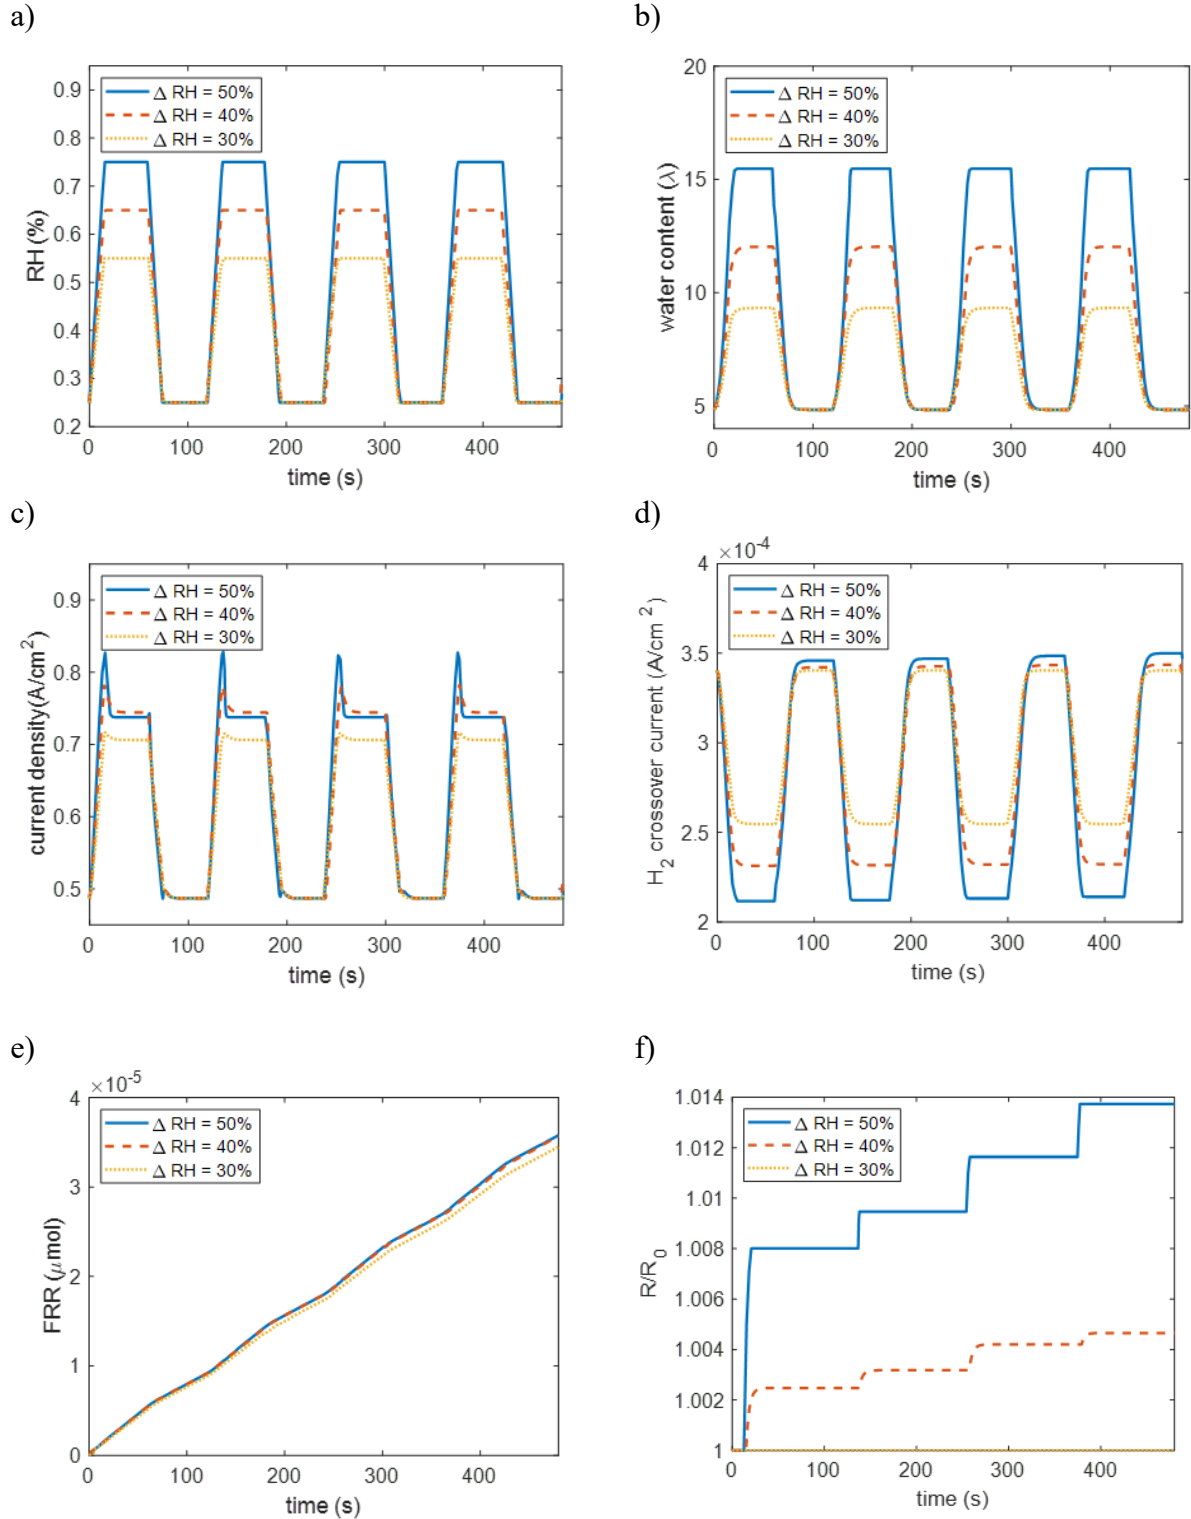 a)
b)
0.9
0.8
0.7
0.6
0.5
0.4
0.3
0.2
RH (%)
Δ RH = 50%
Δ RH = 40%
Δ RH = 30%
0 100 200 300 400
time (s)
20
15
10
5
water content (λ)
Δ RH = 50%
Δ RH = 40%
Δ RH = 30%
0 100 200 300 400
time (s)
c)
d)
0.9
0.8
0.7
0.6
0.5
current density(A/cm²)
Δ RH = 50%
Δ RH = 40%
Δ RH = 30%
0 100 200 300 400
time (s)
×10⁻⁴
4
3.5
3
2.5
2
H₂ crossover current (A/cm²)
Δ RH = 50%
Δ RH = 40%
Δ RH = 30%
0 100 200 300 400
time (s)
e)
f)
×10⁻⁵
4
3
2
1
0
FRR (μmol)
Δ RH = 50%
Δ RH = 40%
Δ RH = 30%
0 100 200 300 400
time (s)
1.014
1.012
1.01
1.008
1.006
1.004
1.002
1
R/R₀
Δ RH = 50%
Δ RH = 40%
Δ RH = 30%
0 100 200 300 400
time (s)